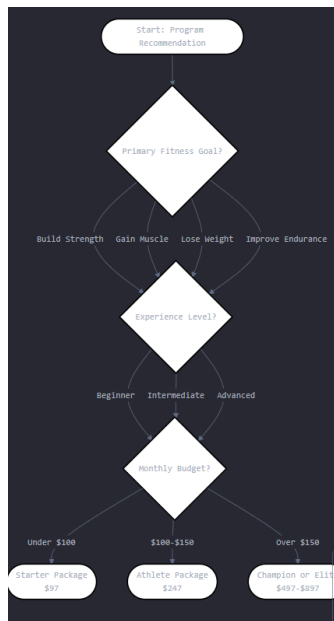 Start: Program
Recommendation
Primary Fitness Goal?
Build Strength
Gain Muscle
Lose Weight
Improve Endurance
Experience Level?
Beginner
Intermediate
Advanced
Monthly Budget?
Under $100
$100-$150
Over $150
Starter Package
$97
Athlete Package
$247
Champion or Elit
$497-$897